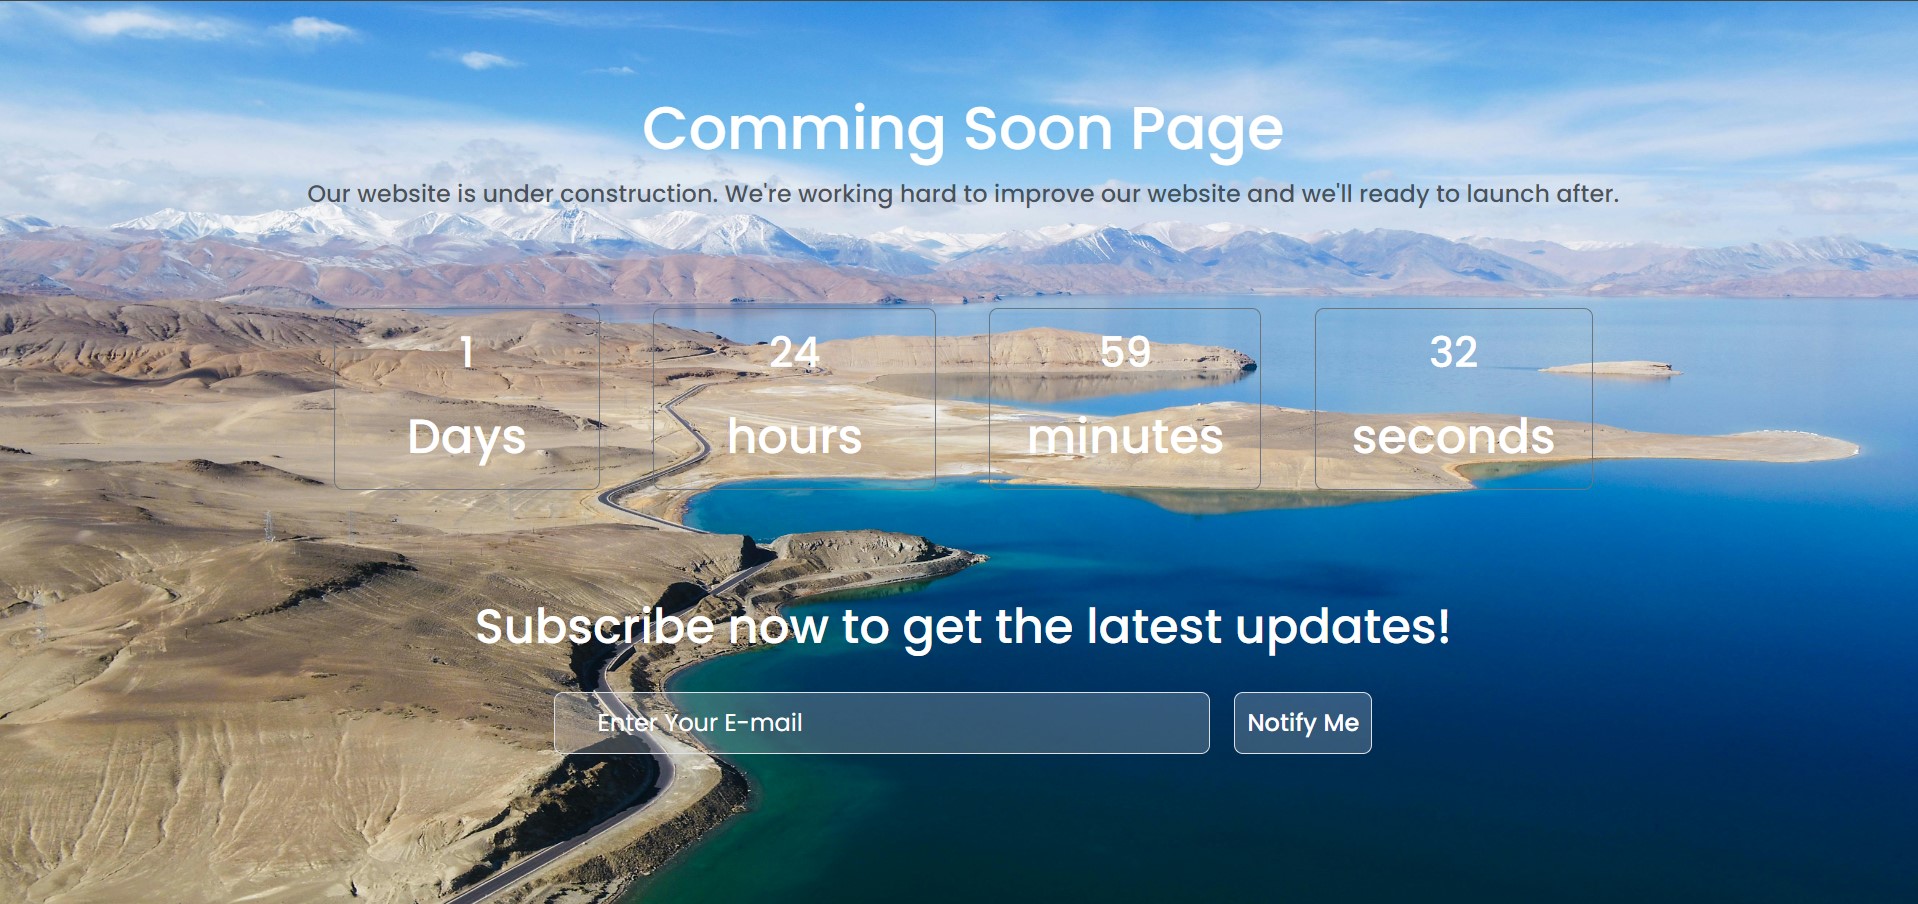 Comming Soon Page
Our website is under construction. We're working hard to improve our website and we'll ready to launch after.
1
Days
24
hours
59
minutes
32
seconds
Subscribe now to get the latest updates!
Enter Your E-mail
Notify Me